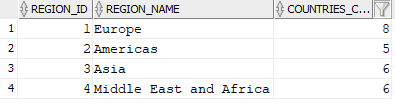 REGION_ID REGION_NAME COUNTRIES_C...
1 1 Europe 8
2 2 Americas 5
3 3 Asia 6
4 4 Middle East and Africa 6